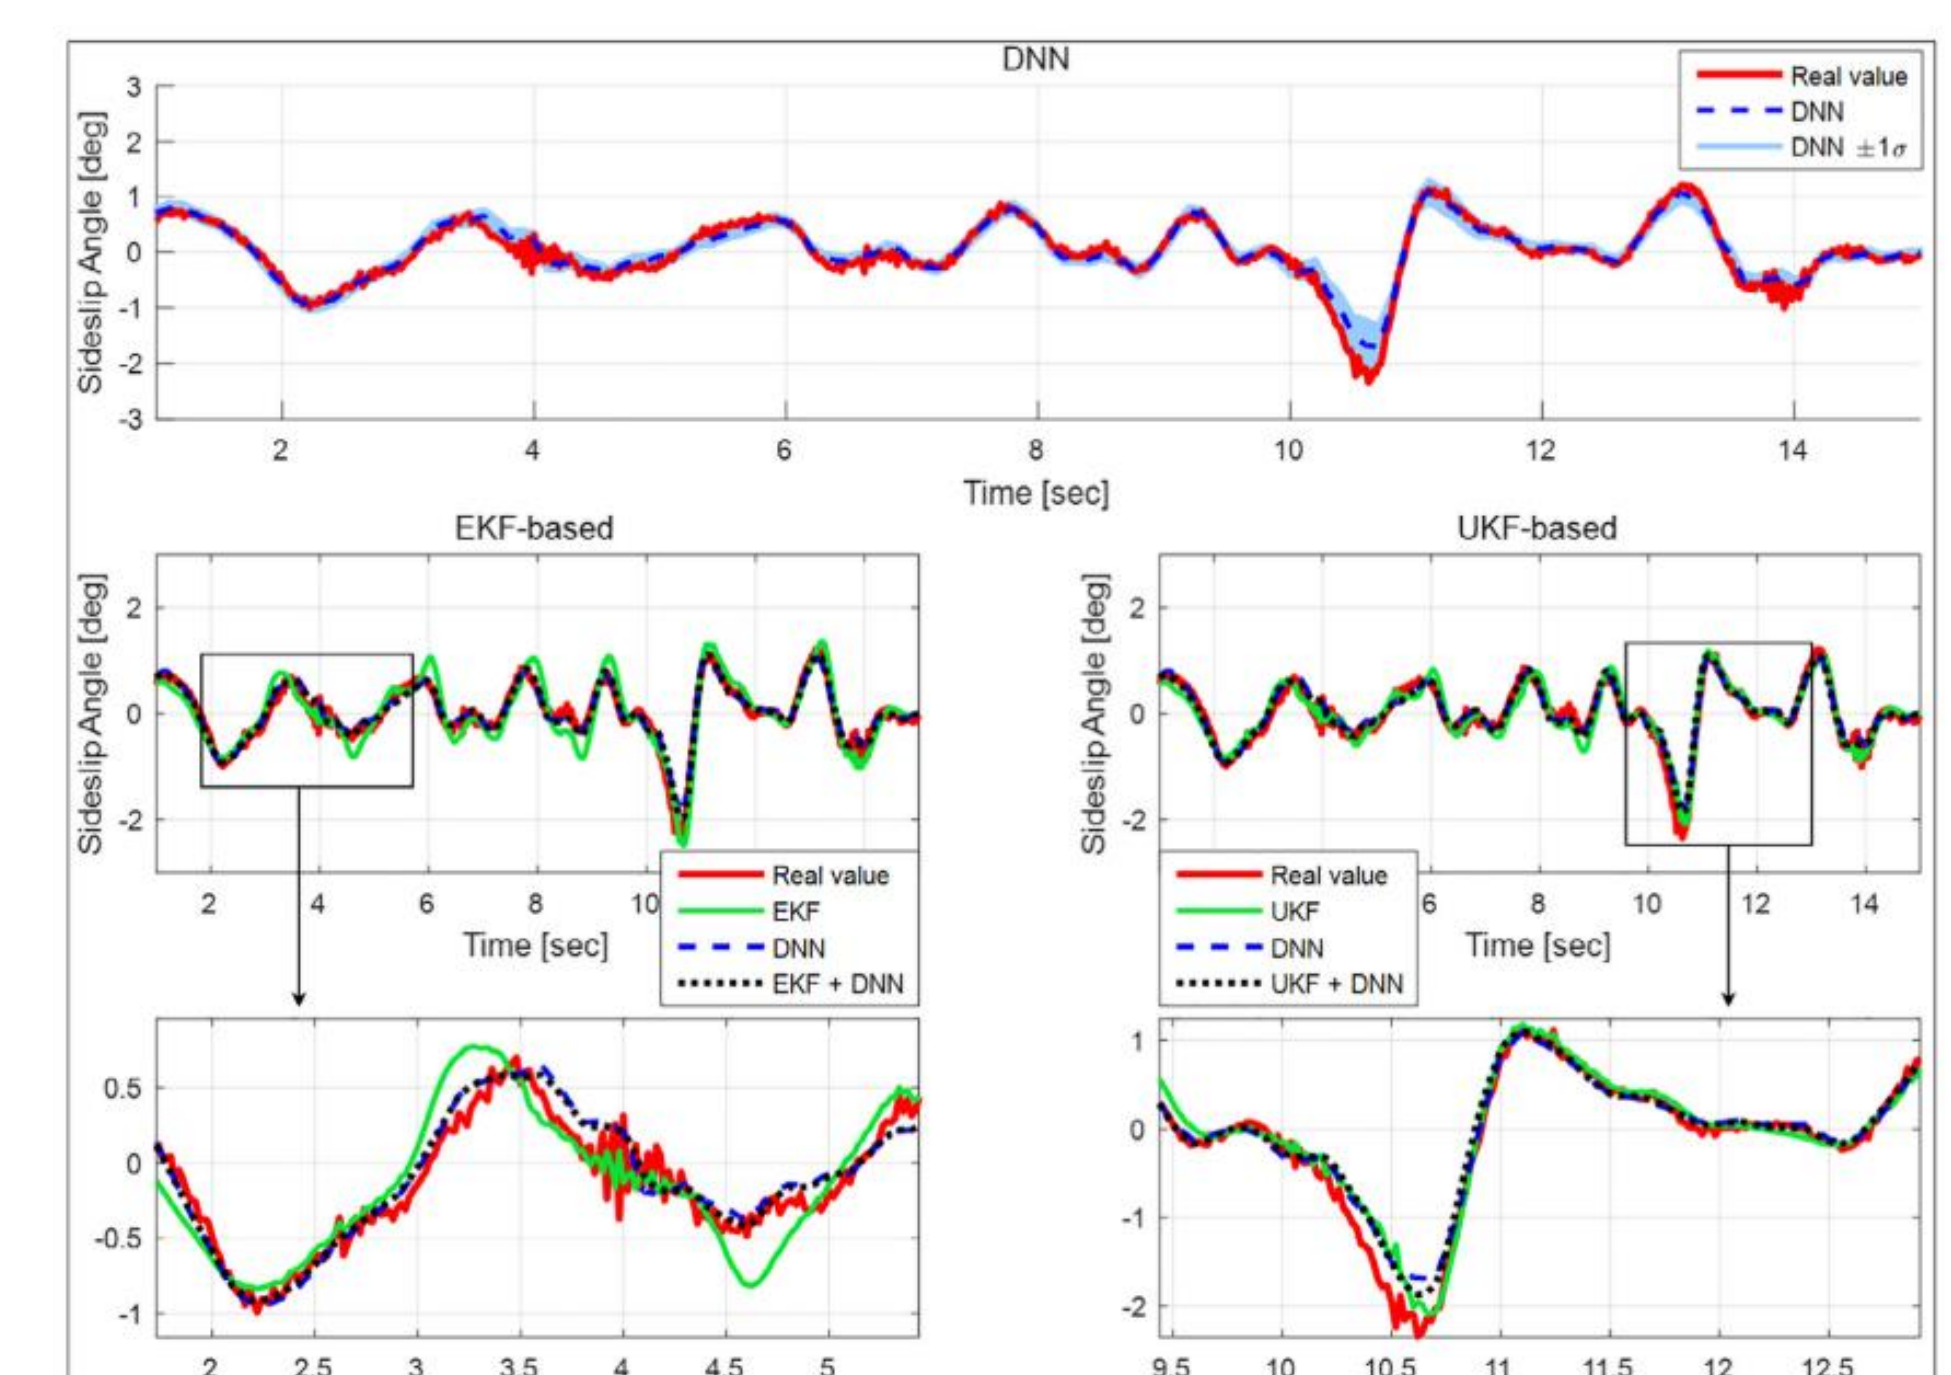 DNN
Real value
DNN
DNN ±1σ
Sideslip Angle [deg]
3
2
1
0
-1
-2
-3
2 4 6 8 10 12 14
Time [sec]
EKF-based
Sideslip Angle [deg]
2
0
-2
2 4 6 8 10
Time [sec]
Real value
EKF
DNN
EKF + DNN
0.5
0
-0.5
-1
2 2.5 3 3.5 4 4.5 5
UKF-based
Sideslip Angle [deg]
2
0
-2
6 8 10 12 14
Time [sec]
Real value
UKF
DNN
UKF + DNN
1
0
-1
-2
9.5 10 10.5 11 11.5 12 12.5